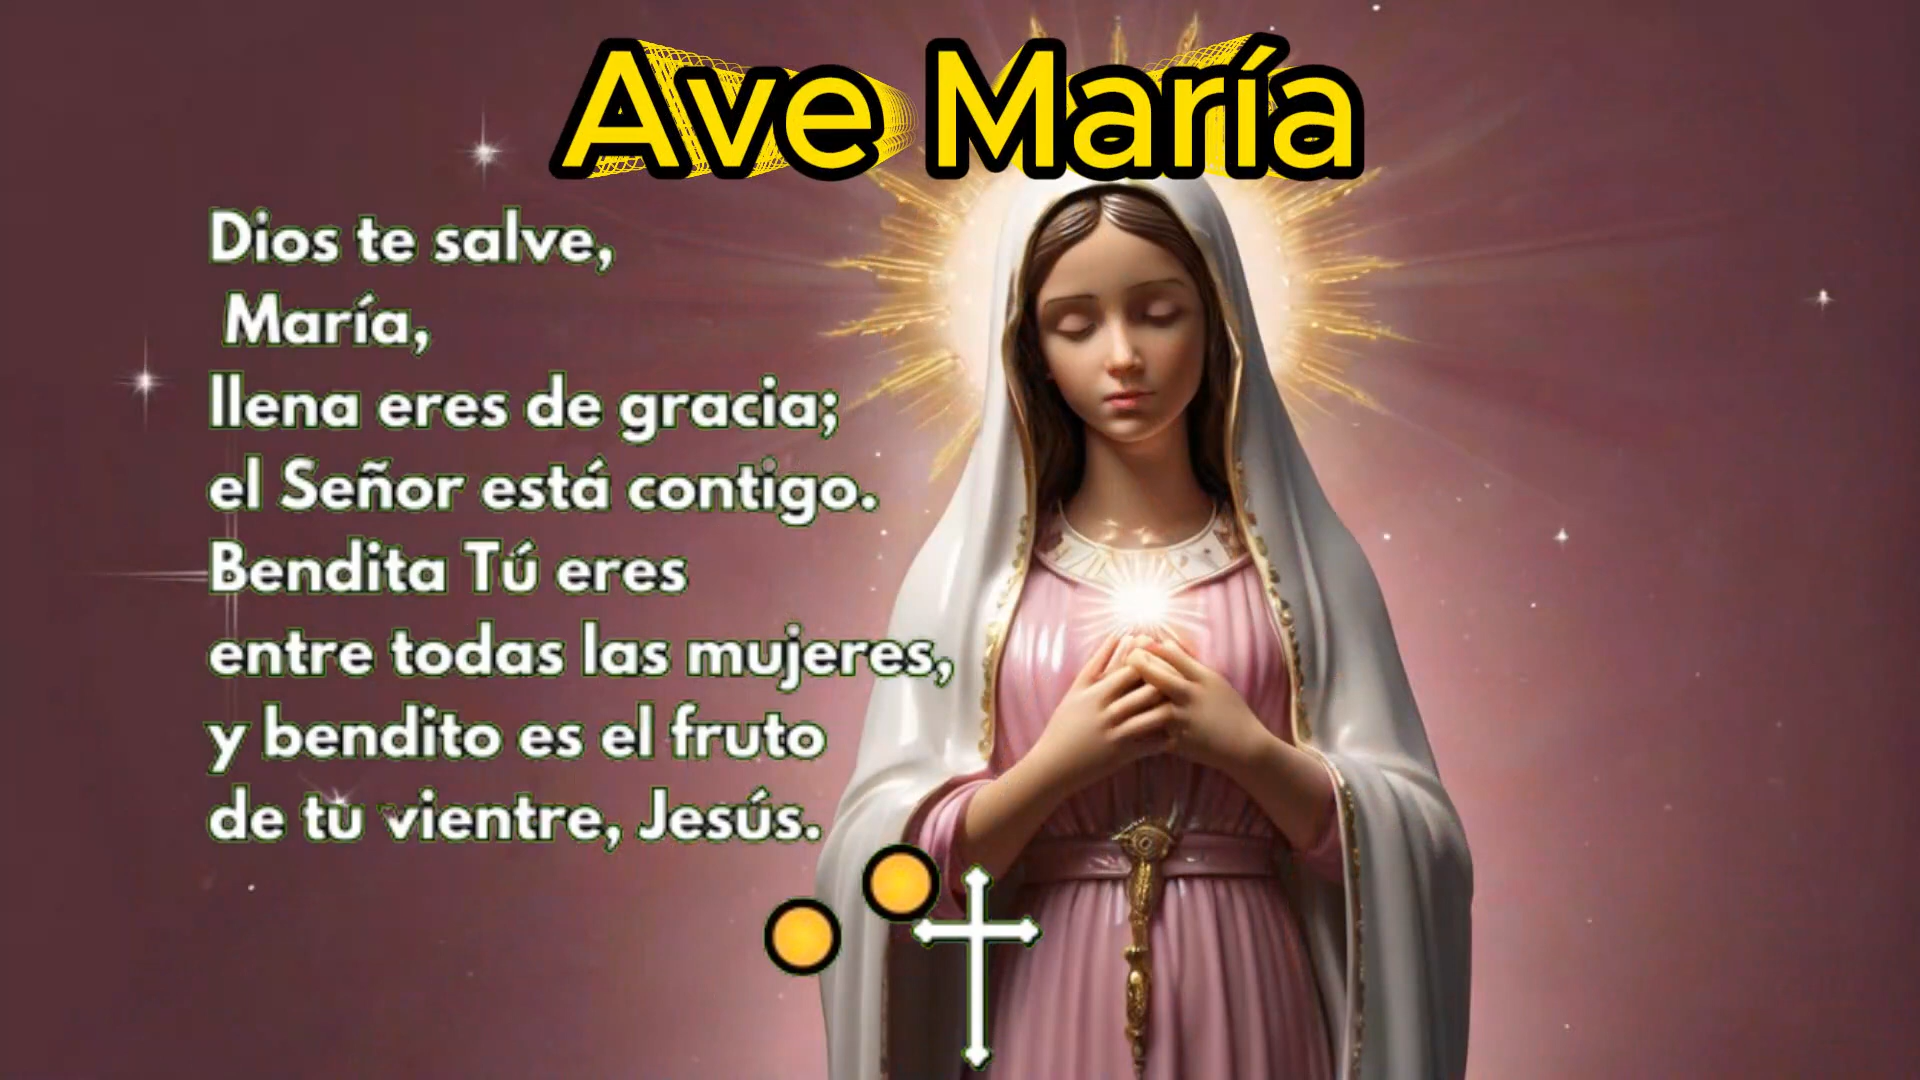 Ave María
Dios te salve,
María,
llena eres de gracia;
el Señor está contigo.
Bendita Tú eres
entre todas las mujeres,
y bendito es el fruto
de tu vientre, Jesús.